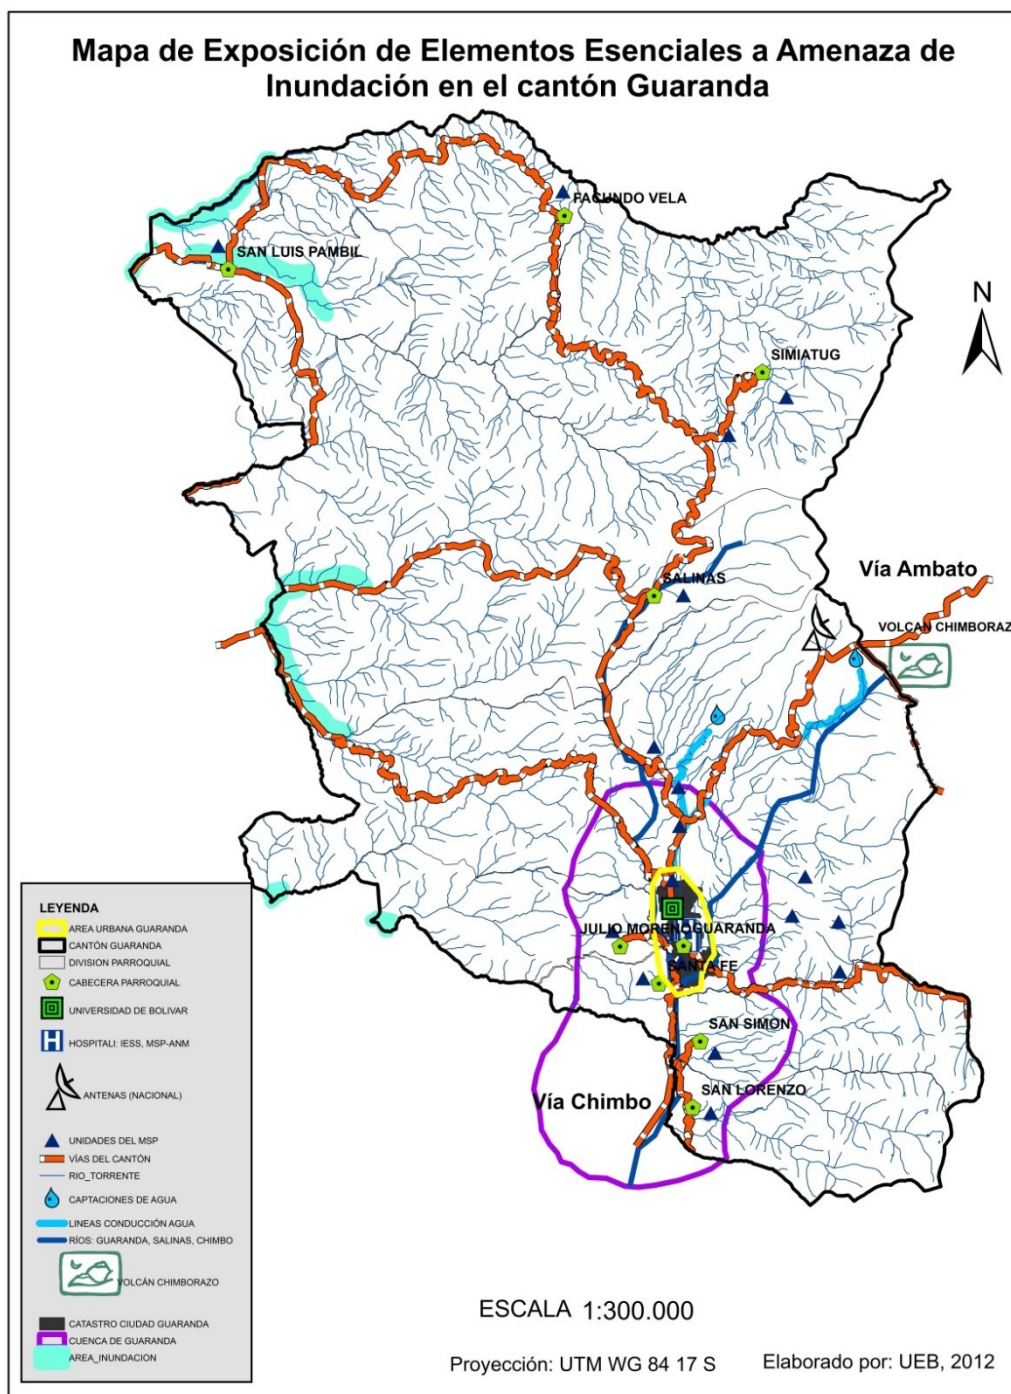 Mapa de Exposición de Elementos Esenciales a Amenaza de
Inundación en el cantón Guaranda
FACUNDO VELA
SAN LUIS PAMBIL
N
SIMIATUG
SALINAS
Vía Ambato
VOLCAN CHIMBORAZ
JULIO MORENO
GUARANDA
SANTA FE
SAN SIMON
SAN LORENZO
Vía Chimbo
LEYENDA
AREA URBANA GUARANDA
CANTÓN GUARANDA
DIVISION PARROQUIAL
CABECERA PARROQUIAL
UNIVERSIDAD DE BOLIVAR
H HOSPITALI: IESS, MSP-ANM
ANTENAS (NACIONAL)
UNIDADES DEL MSP
VÍAS DEL CANTÓN
RIO_TORRENTE
CAPTACIONES DE AGUA
LINEAS CONDUCCIÓN AGUA
RÍOS: GUARANDA, SALINAS, CHIMBO
VOLCÁN CHIMBORAZO
CATASTRO CIUDAD GUARANDA
CUENCA DE GUARANDA
AREA_INUNDACION
ESCALA 1:300.000
Proyección: UTM WG 84 17 S
Elaborado por: UEB, 2012